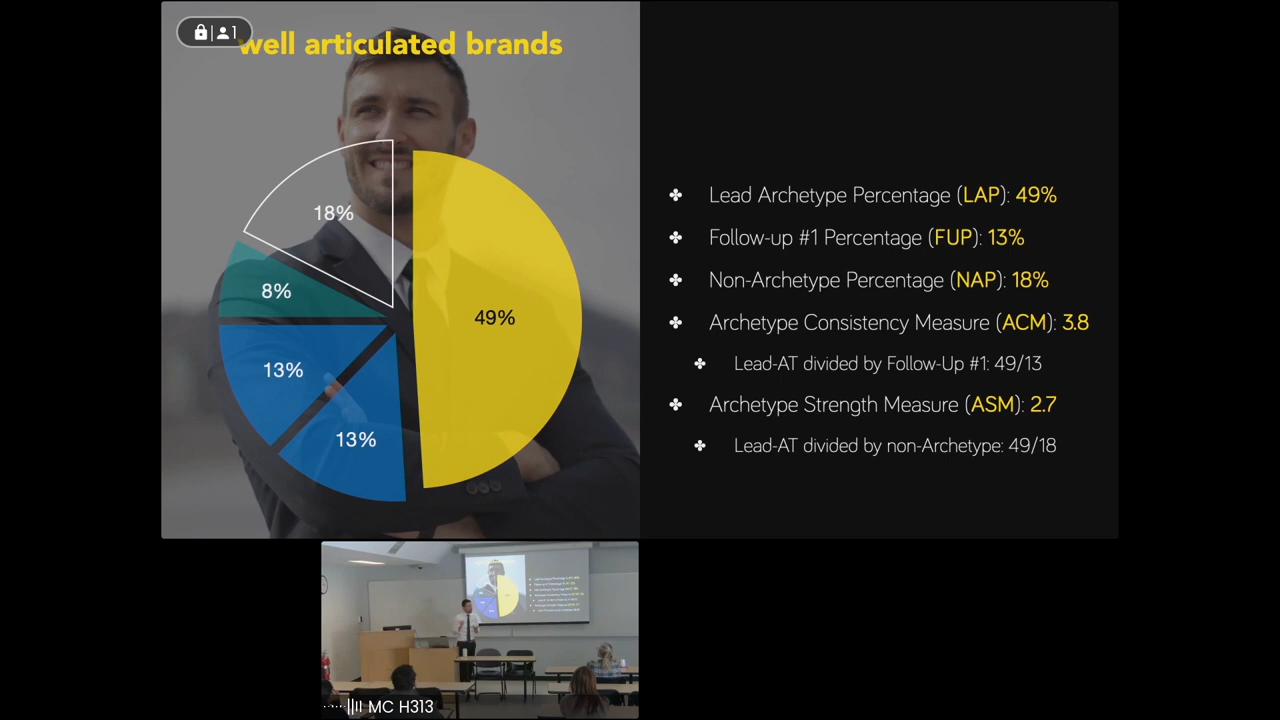 1
well articulated brands
18%
8%
49%
13%
13%
Lead Archetype Percentage (LAP): 49%
Follow-up #1 Percentage (FUP): 13%
Non-Archetype Percentage (NAP): 18%
Archetype Consistency Measure (ACM): 3.8
Lead-AT divided by Follow-Up #1: 49/13
Archetype Strength Measure (ASM): 2.7
Lead-AT divided by non-Archetype: 49/18
MC H313